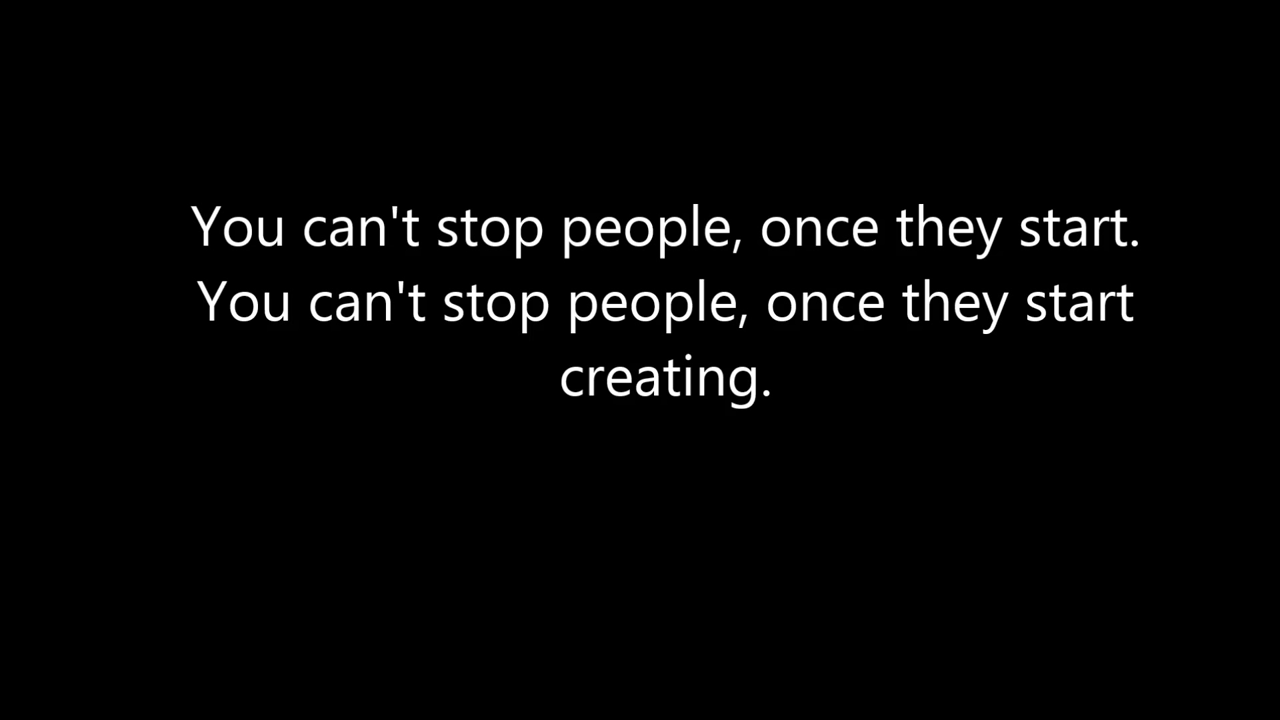 You can't stop people, once they start.
You can't stop people, once they start
creating.